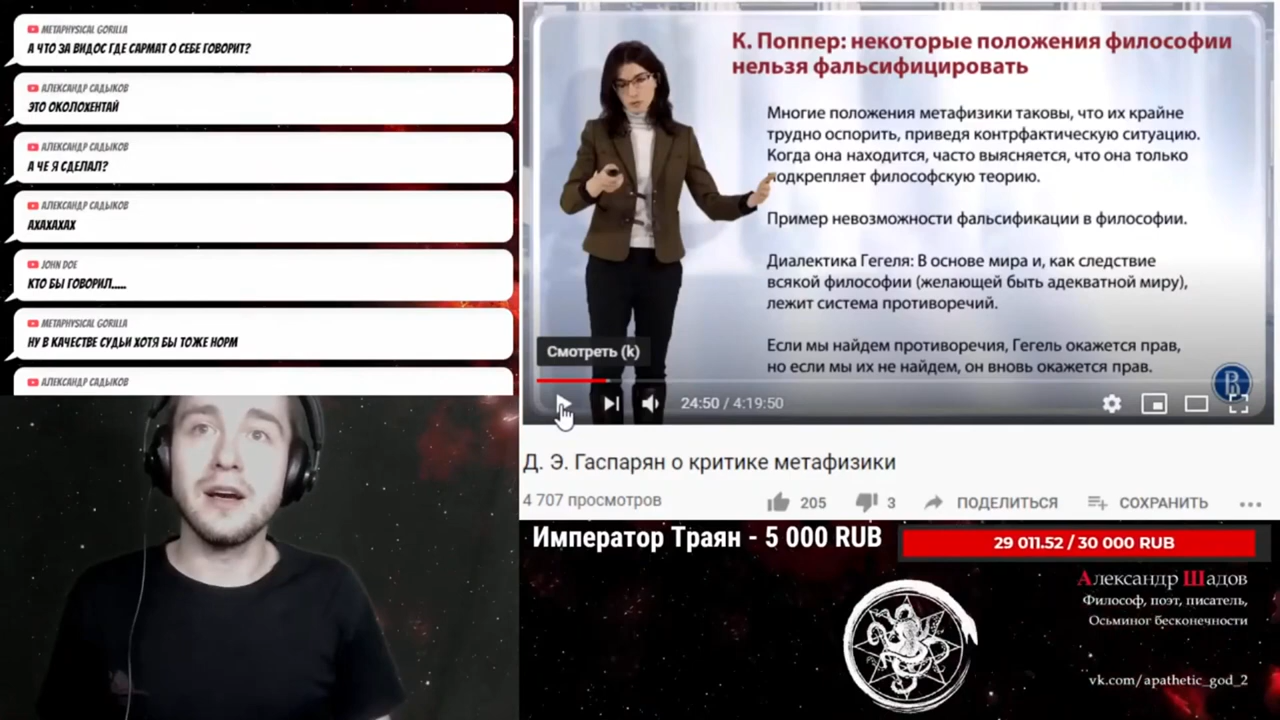 METAPHYSICAL GORILLA
А ЧТО ЗА ВИДОС ГДЕ САРМАТ О СЕБЕ ГОВОРИТ?
АЛЕКСАНДР САДЫКОВ
ЭТО ОКОЛОХЕНТАЙ
АЛЕКСАНДР САДЫКОВ
А ЧЕ Я СДЕЛАЛ?
АЛЕКСАНДР САДЫКОВ
АХАХАХАХ
JOHN DOE
КТО БЫ ГОВОРИЛ.....
METAPHYSICAL GORILLA
НУ В КАЧЕСТВЕ СУДЬИ ХОТЯ БЫ ТОЖЕ НОРМ
АЛЕКСАНДР САДЫКОВ
К. Поппер: некоторые положения философии
нельзя фальсифицировать
Многие положения метафизики таковы, что их крайне
трудно оспорить, приведя контрфактическую ситуацию.
Когда она находится, часто выясняется, что она только
подкрепляет философскую теорию.
Пример невозможности фальсификации в философии.
Диалектика Гегеля: В основе мира и, как следствие
всякой философии (желающей быть адекватной миру),
лежит система противоречий.
Если мы найдем противоречия, Гегель окажется прав,
но если мы их не найдем, он вновь окажется прав.
Смотреть (k)
24:50 / 4:19:50
Д. Э. Гаспарян о критике метафизики
4 707 просмотров
205
3
ПОДЕЛИТЬСЯ
СОХРАНИТЬ
Император Траян - 5 000 RUB
29 011.52 / 30 000 RUB
Александр Шадов
Философ, поэт, писатель,
Осьминог бесконечности
vk.com/apathetic_god_2